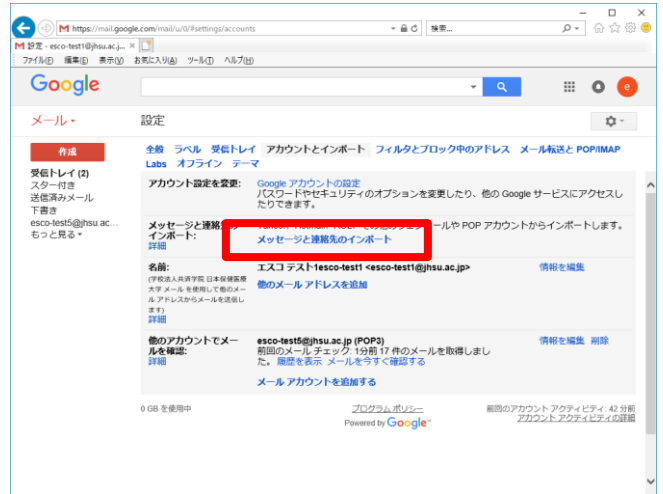 https://mail.google.com/mail/u/0/#settings/accounts
検索...
設定 - esco-test1@jhsu.ac.j...
ファイル(F) 編集(E) 表示(V) お気に入り(A) ツール(T) ヘルプ(H)
Google
メール
設定
作成
受信トレイ (2)
スター付き
送信済みメール
下書き
esco-test5@jhsu.ac...
もっと見る
全般 ラベル 受信トレイ アカウントとインポート フィルタとブロック中のアドレス メール転送と POP/IMAP
Labs オフライン テーマ
アカウント設定を変更:
Google アカウントの設定
パスワードやセキュリティのオプションを変更したり、他の Google サービスにアクセスし
たりできます。
メッセージと連絡
インポート:
詳細
ールや POP アカウントからインポートします。
メッセージと連絡先のインポート
名前:
(学校法人共済学院 日本保健医療
大学 メール を使用して他のメー
ル アドレスからメールを送信し
ます)
詳細
エスコ テスト1esco-test1 <esco-test1@jhsu.ac.jp>
情報を編集
他のメール アドレスを追加
他のアカウントでメー
ルを確認:
詳細
esco-test5@jhsu.ac.jp (POP3)
前回のメール チェック: 1分前 17 件のメールを取得しまし
た。 履歴を表示 メールを今すぐ確認する
情報を編集 削除
メール アカウントを追加する
0 GB を使用中
プログラム ポリシー
Powered by Google™
前回のアカウント アクティビティ: 42 分前
アカウント アクティビティの詳細
e